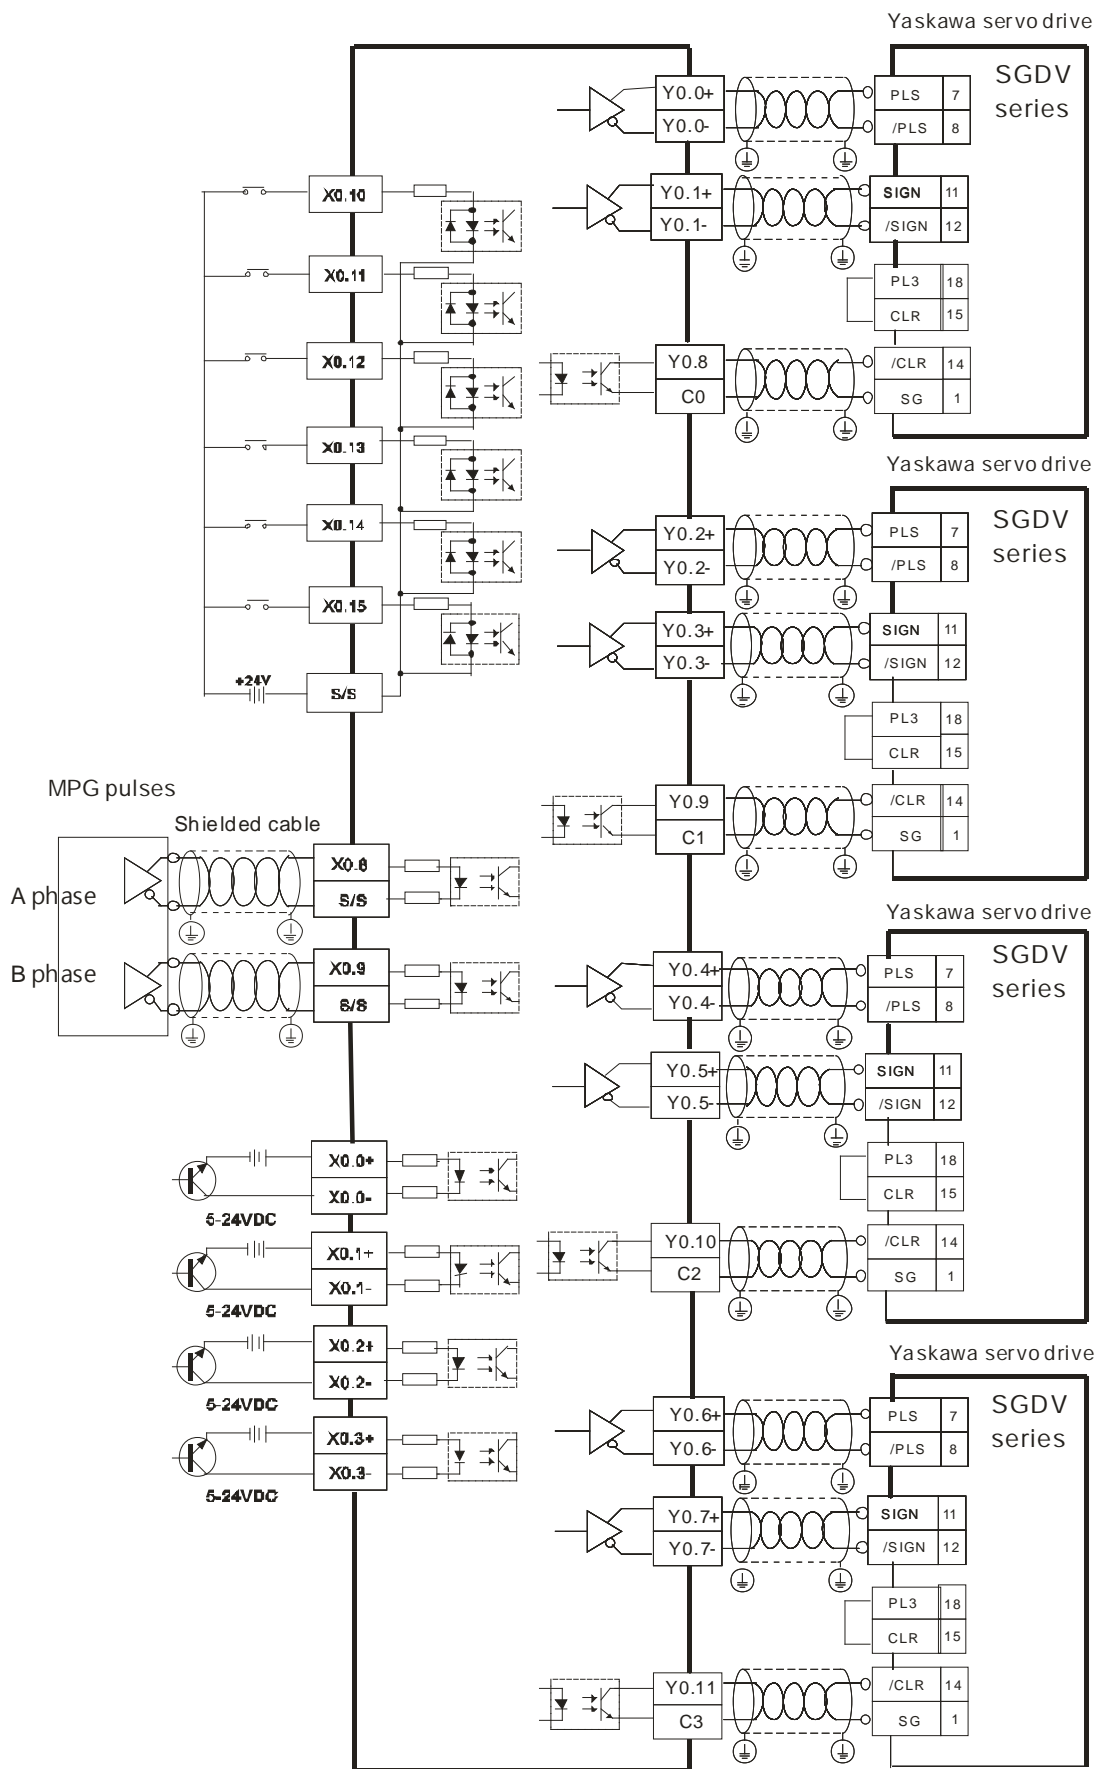 Yaskawa servo drive
SGDV
series
Y0.0+
Y0.0-
PLS 7
/PLS 8
Y0.1+
Y0.1-
SIGN 11
/SIGN 12
PL3 18
CLR 15
Y0.8
C0
/CLR 14
SG 1
X0.10
X0.11
X0.12
X0.13
X0.14
X0.15
+24V
S/S
Yaskawa servo drive
SGDV
series
Y0.2+
Y0.2-
PLS 7
/PLS 8
Y0.3+
Y0.3-
SIGN 11
/SIGN 12
PL3 18
CLR 15
Y0.9
C1
/CLR 14
SG 1
MPG pulses
Shielded cable
A phase
X0.8
S/S
B phase
X0.9
S/S
Yaskawa servo drive
SGDV
series
Y0.4+
Y0.4-
PLS 7
/PLS 8
Y0.5+
Y0.5-
SIGN 11
/SIGN 12
PL3 18
CLR 15
Y0.10
C2
/CLR 14
SG 1
X0.0+
X0.0-
5-24VDC
X0.1+
X0.1-
5-24VDC
X0.2+
X0.2-
5-24VDC
X0.3+
X0.3-
5-24VDC
Yaskawa servo drive
SGDV
series
Y0.6+
Y0.6-
PLS 7
/PLS 8
Y0.7+
Y0.7-
SIGN 11
/SIGN 12
PL3 18
CLR 15
Y0.11
C3
/CLR 14
SG 1